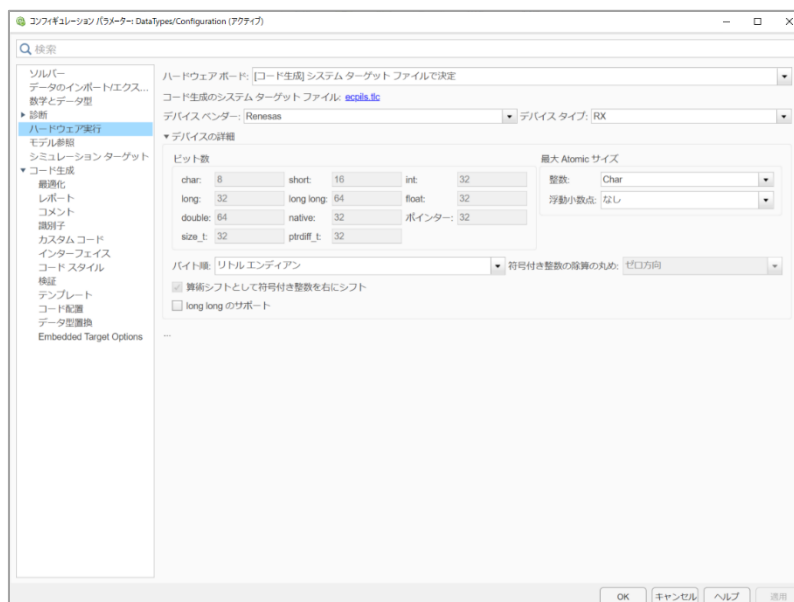 コンフィギュレーション パラメーター: DataTypes/Configuration (アクティブ)
検索
ソルバー
データのインポート/エクス...
数学とデータ型
診断
ハードウェア実行
モデル参照
シミュレーション ターゲット
コード生成
最適化
レポート
コメント
識別子
カスタム コード
インターフェイス
コード スタイル
検証
テンプレート
コード配置
データ型置換
Embedded Target Options
ハードウェア ボード: [コード生成] システム ターゲット ファイルで決定
コード生成のシステム ターゲット ファイル: ecpils.tlc
デバイス ベンダー: Renesas デバイス タイプ: RX
デバイスの詳細
ビット数 最大 Atomic サイズ
char: 8 short: 16 int: 32 整数: Char
long: 32 long long: 64 float: 32 浮動小数点: なし
double: 64 native: 32 ポインター: 32
size_t: 32 ptrdiff_t: 32
バイト順: リトル エンディアン 符号付き整数の除算の丸め: ゼロ方向
算術シフトとして符号付き整数を右にシフト
long long のサポート
...
OK キャンセル ヘルプ 適用